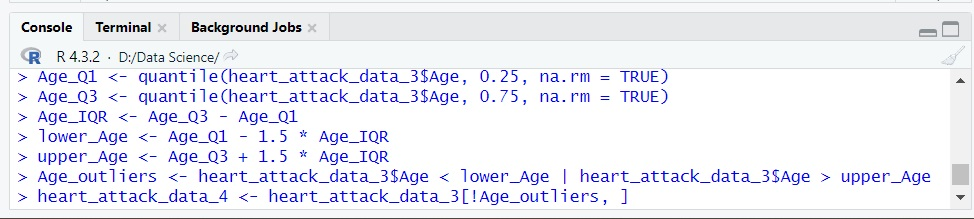 Console Terminal Background Jobs
R 4.3.2 · D:/Data Science/
> Age_Q1 <- quantile(heart_attack_data_3$Age, 0.25, na.rm = TRUE)
> Age_Q3 <- quantile(heart_attack_data_3$Age, 0.75, na.rm = TRUE)
> Age_IQR <- Age_Q3 - Age_Q1
> lower_Age <- Age_Q1 - 1.5 * Age_IQR
> upper_Age <- Age_Q3 + 1.5 * Age_IQR
> Age_outliers <- heart_attack_data_3$Age < lower_Age | heart_attack_data_3$Age > upper_Age
> heart_attack_data_4 <- heart_attack_data_3[!Age_outliers, ]